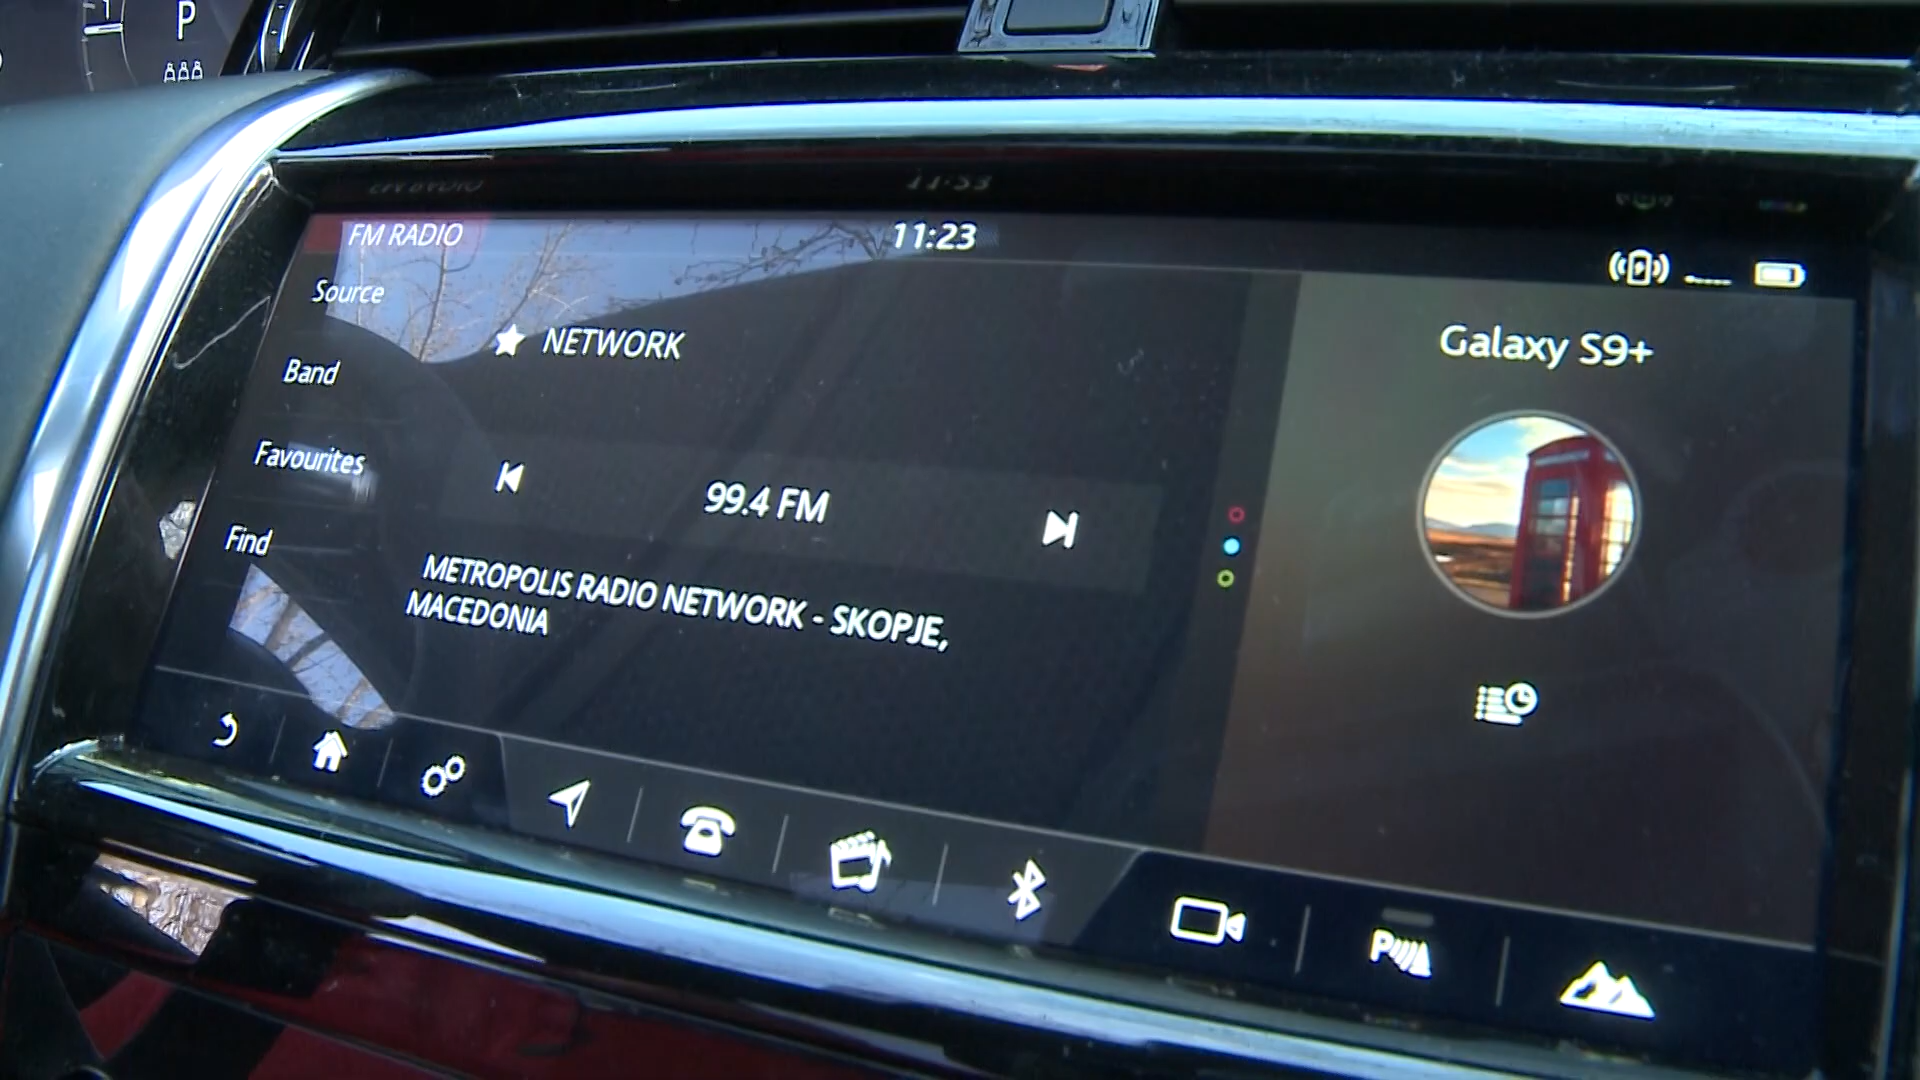 P
FM RADIO
11:23
Source
NETWORK
Galaxy S9+
Band
Favourites
99.4 FM
Find
METROPOLIS RADIO NETWORK - SKOPJE,
MACEDONIA
P